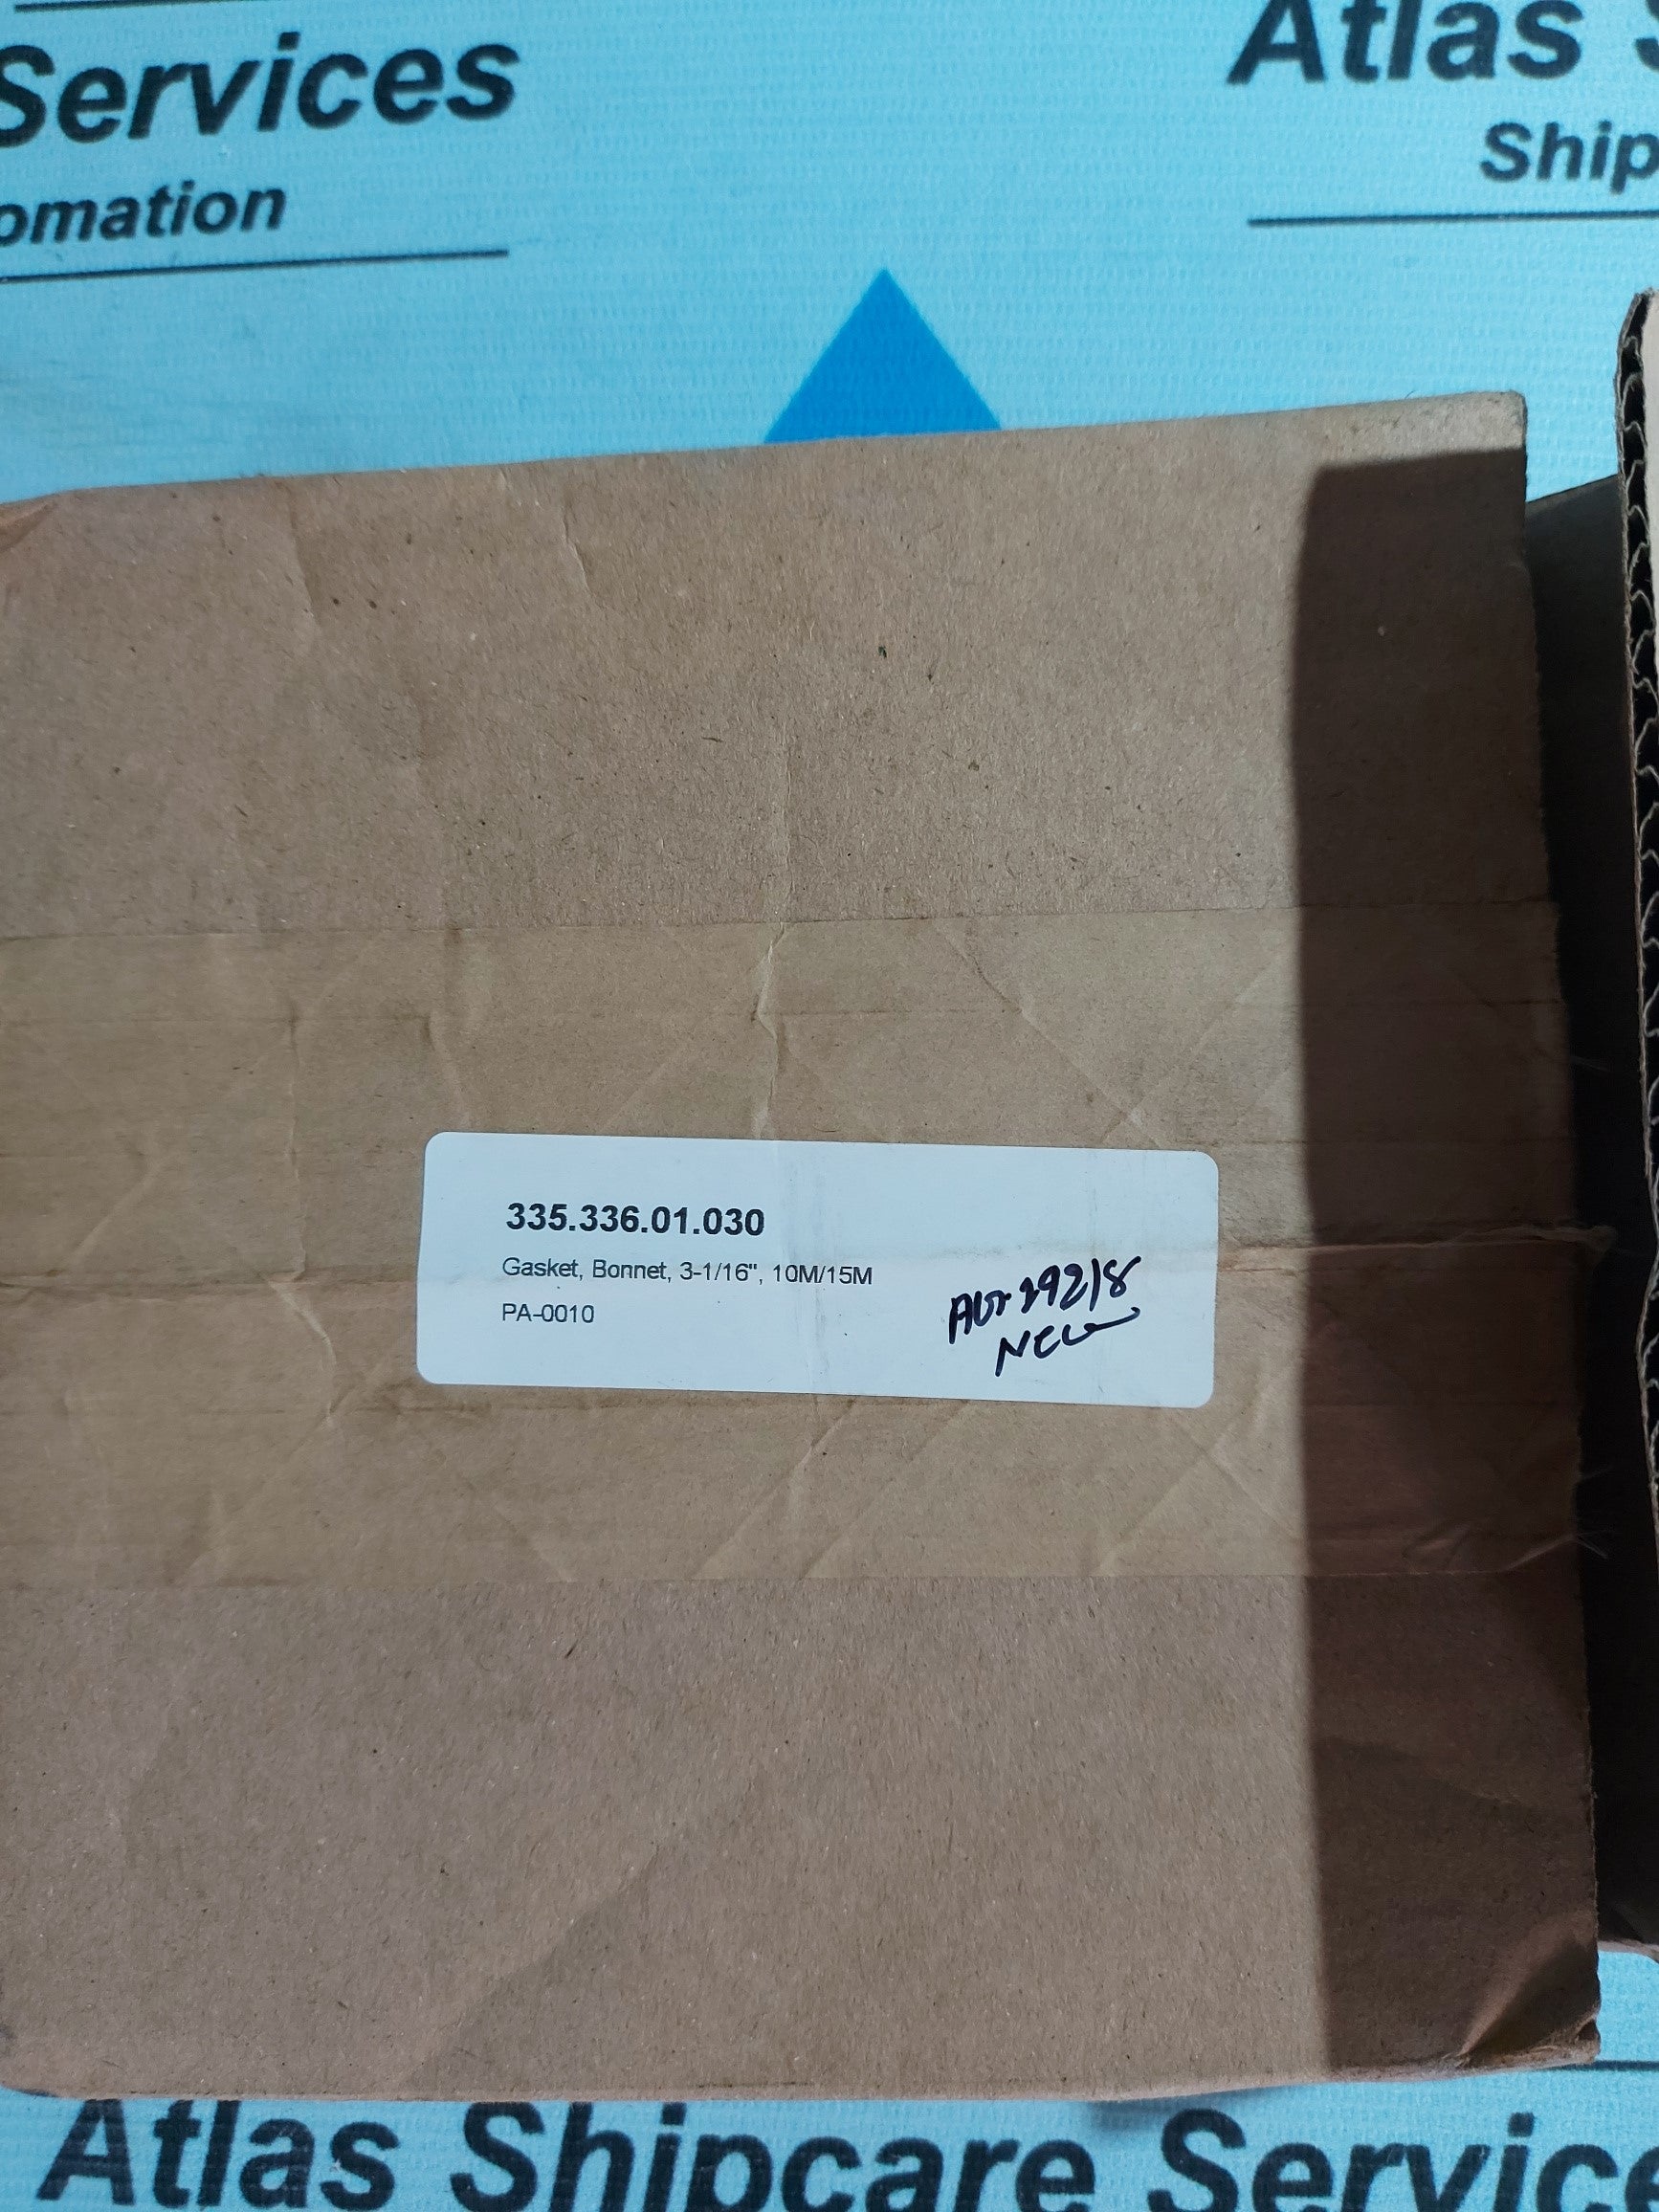 Services
omation
Atlas S
Ship
335.336.01.030
Gasket, Bonnet, 3-1/16", 10M/15M
PA-0010
New
Atlas Shipcare Service